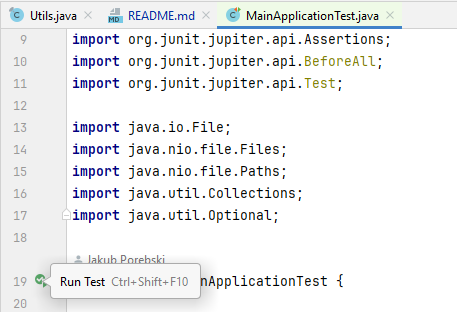 Utils.java README.md MainApplicationTest.java
9 import org.junit.jupiter.api.Assertions;
10 import org.junit.jupiter.api.BeforeAll;
11 import org.junit.jupiter.api.Test;
12
13 import java.io.File;
14 import java.nio.file.Files;
15 import java.nio.file.Paths;
16 import java.util.Collections;
17 import java.util.Optional;
18
Jakub Porebski
19 nApplicationTest {
Run Test Ctrl+Shift+F10
20